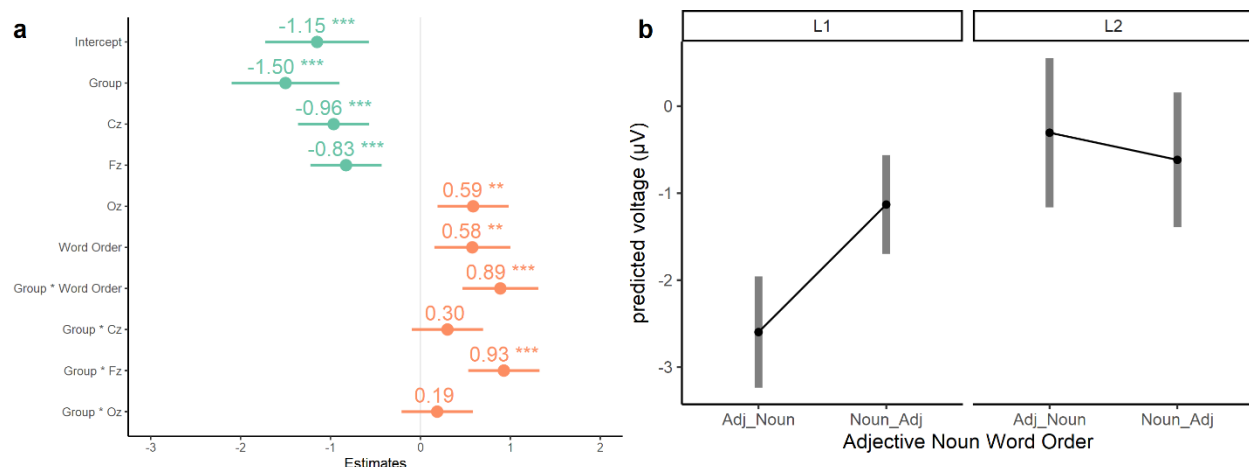 a
Intercept
-1.15 ***
Group
-1.50 ***
Cz
-0.96 ***
Fz
-0.83 ***
Oz
0.59 **
Word Order
0.58 **
Group * Word Order
0.89 ***
Group * Cz
0.30
Group * Fz
0.93 ***
Group * Oz
0.19
-3 -2 -1 0 1 2
Estimates
b
L1 L2
predicted voltage (µV)
0
-1
-2
-3
Adj_Noun Noun_Adj Adj_Noun Noun_Adj
Adjective Noun Word Order